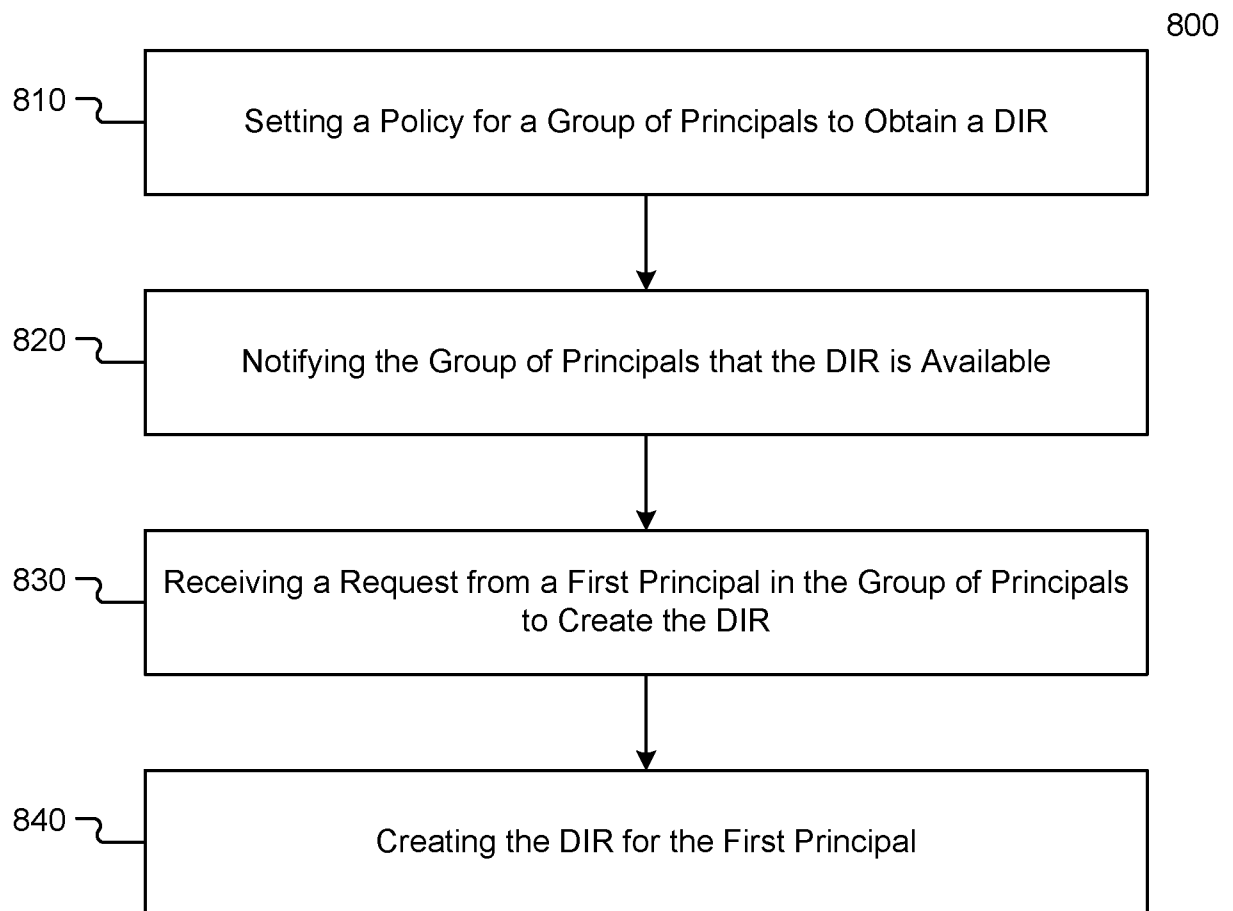 800
810
Setting a Policy for a Group of Principals to Obtain a DIR
820
Notifying the Group of Principals that the DIR is Available
830
Receiving a Request from a First Principal in the Group of Principals
to Create the DIR
840
Creating the DIR for the First Principal